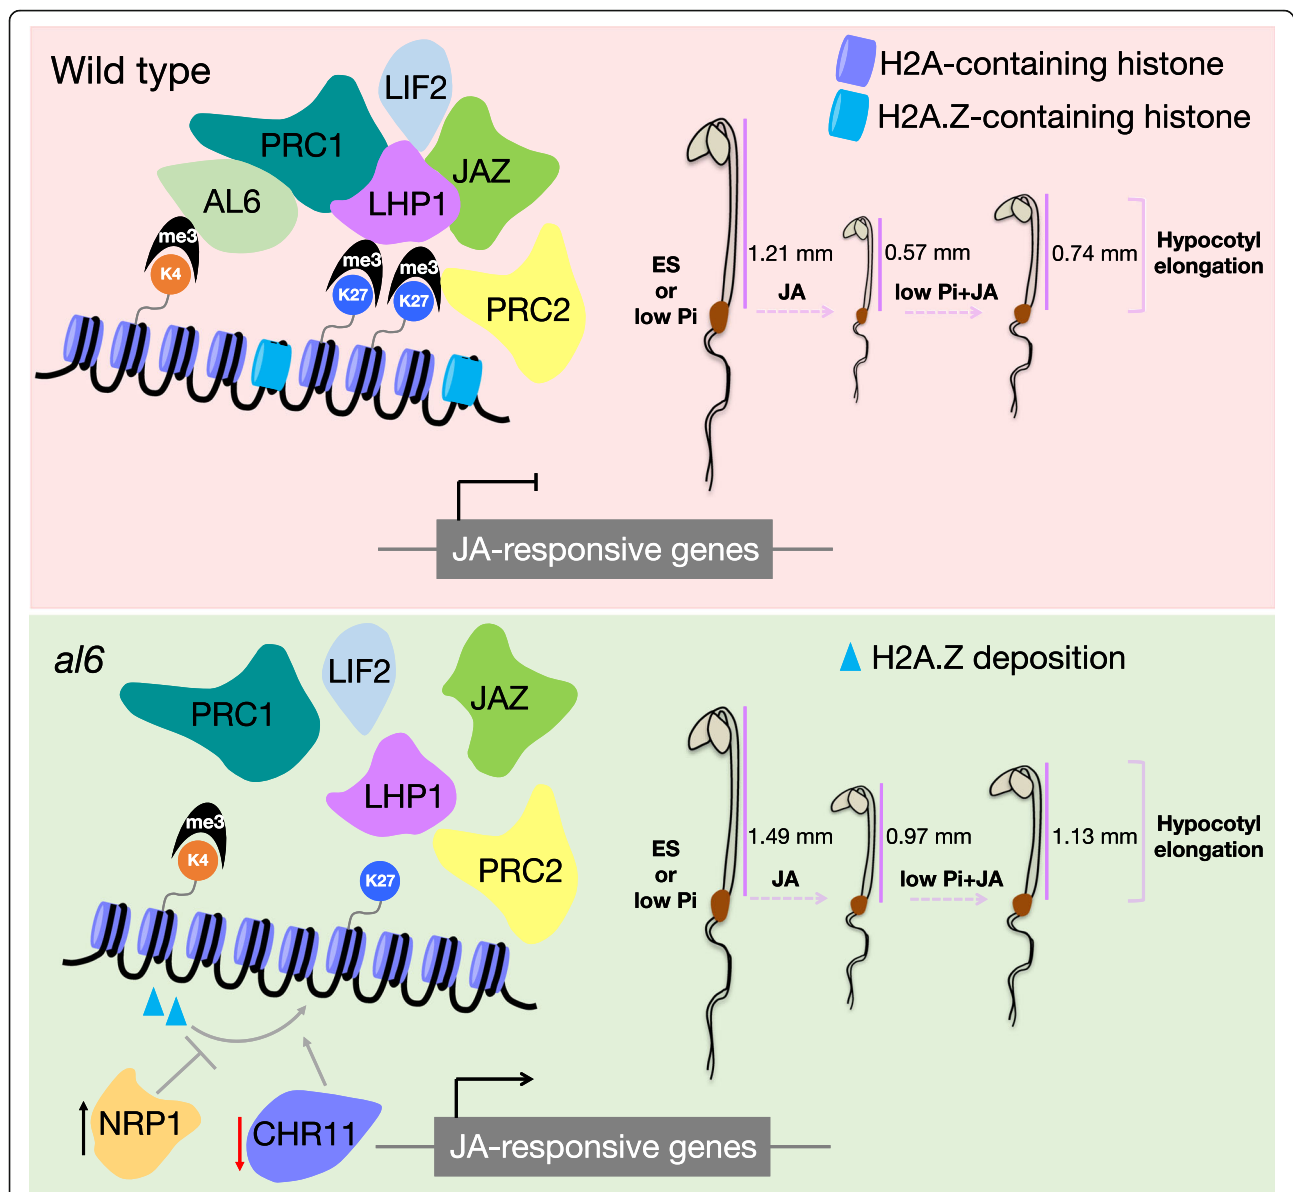 Wild type
LIF2
PRC1
JAZ
AL6
LHP1
me3
K4
me3
K27
me3
K27
PRC2
H2A-containing histone
H2A.Z-containing histone
ES
or
low Pi
1.21 mm
JA
0.57 mm
low Pi+JA
0.74 mm
Hypocotyl
elongation
JA-responsive genes
al6
LIF2
PRC1
JAZ
LHP1
me3
K4
K27
PRC2
NRP1
CHR11
H2A.Z deposition
ES
or
low Pi
1.49 mm
JA
0.97 mm
low Pi+JA
1.13 mm
Hypocotyl
elongation
JA-responsive genes